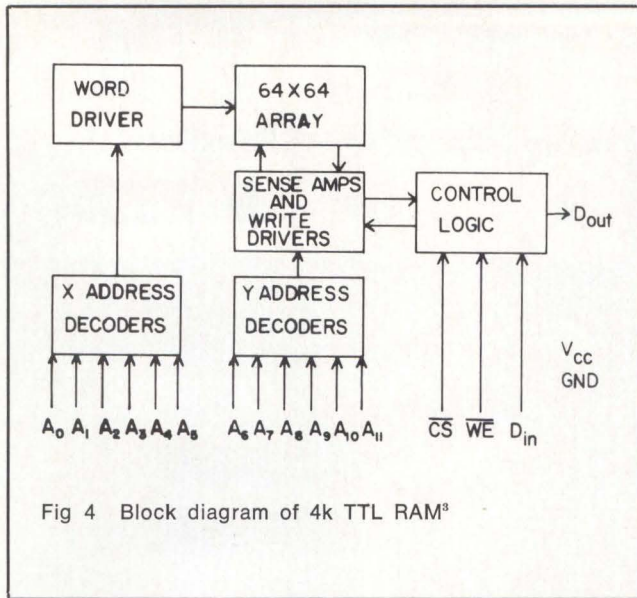 WORD
DRIVER
64 X 64
ARRAY
SENSE AMPS
AND
WRITE
DRIVERS
CONTROL
LOGIC
Dout
X ADDRESS
DECODERS
Y ADDRESS
DECODERS
VCC
GND
A0 A1 A2 A3 A4 A5
A6 A7 A8 A9 A10 A11
C̅S̅ W̅E̅ Din
Fig 4 Block diagram of 4k TTL RAM³